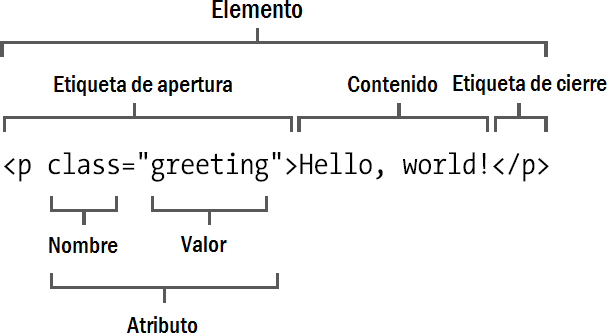 Elemento
Etiqueta de apertura Contenido Etiqueta de cierre
<p class="greeting">Hello, world!</p>
Nombre Valor
Atributo